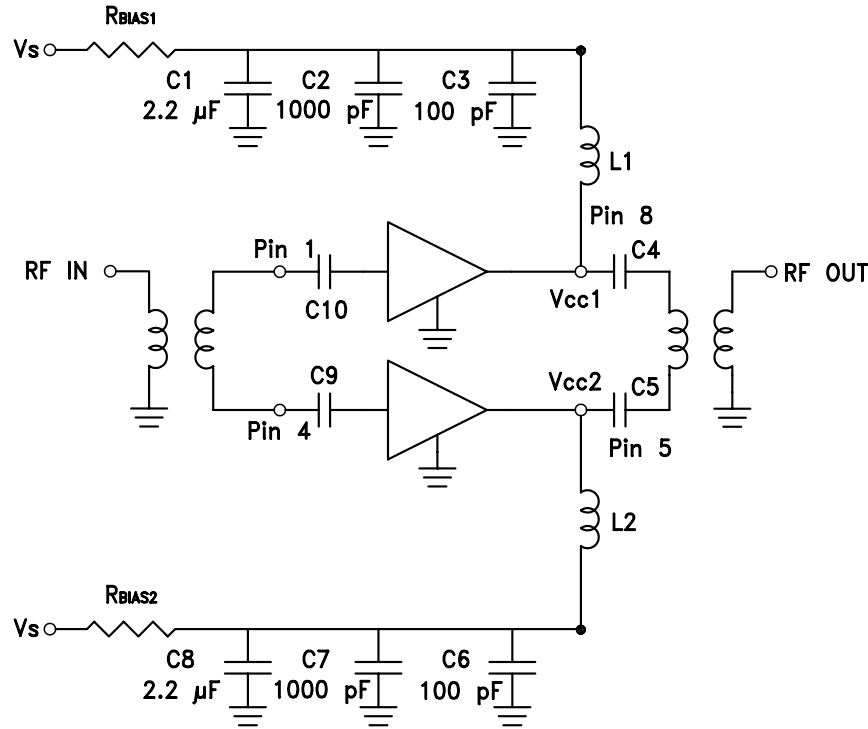 RBIAS1
Vs
C1
2.2 µF
C2
1000 pF
C3
100 pF
L1
Pin 8
Pin 1
C4
RF IN
RF OUT
C10
Vcc1
C9
Vcc2
C5
Pin 4
Pin 5
L2
RBIAS2
Vs
C8
2.2 µF
C7
1000 pF
C6
100 pF